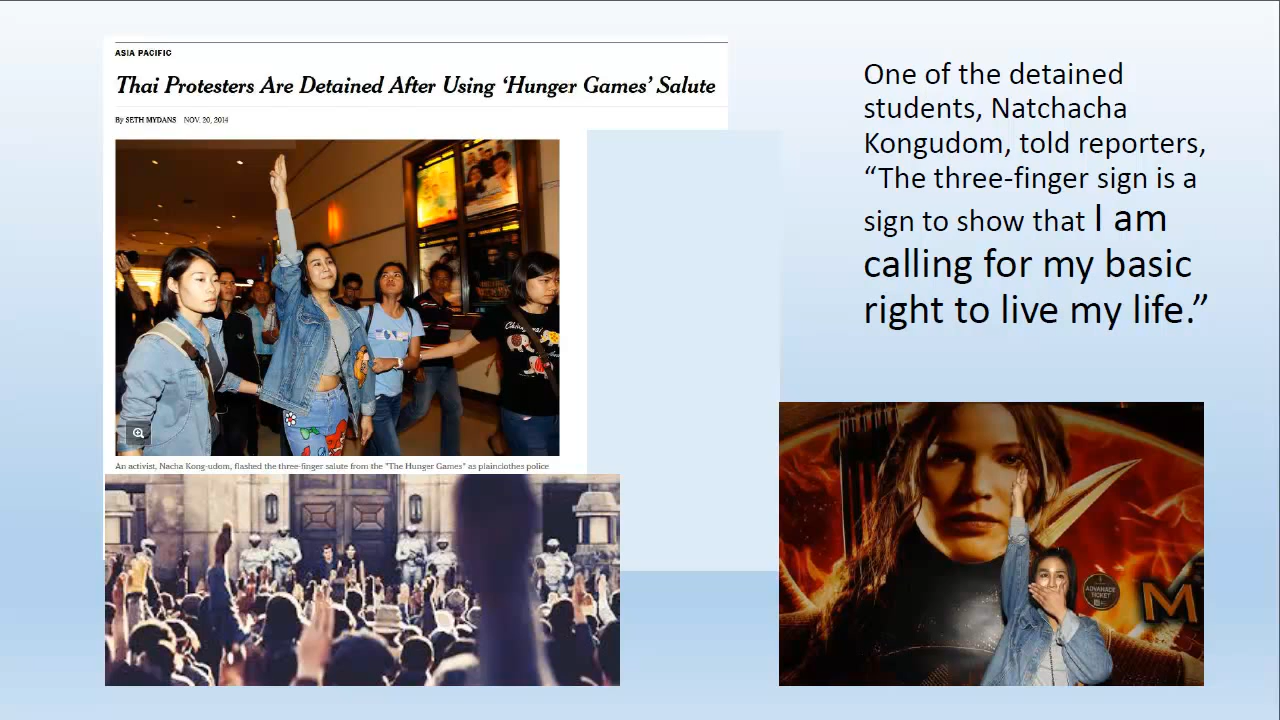 ASIA PACIFIC
Thai Protesters Are Detained After Using ‘Hunger Games’ Salute
By SETH MYDANS NOV. 20, 2014
An activist, Nacha Kong-udom, flashed the three-finger salute from the "The Hunger Games" as plainclothes police
One of the detained
students, Natchacha
Kongudom, told reporters,
“The three-finger sign is a
sign to show that I am
calling for my basic
right to live my life.”
ADVANCE
TICKET
M